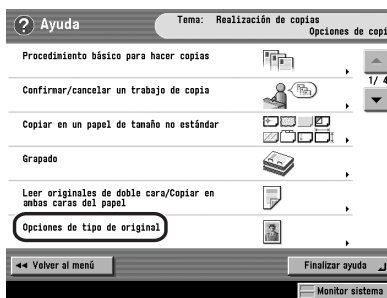 ? Ayuda
Tema: Realización de copias
Opciones de copi
Procedimiento básico para hacer copias
1/ 4
Confirmar/cancelar un trabajo de copia
Copiar en un papel de tamaño no estándar
Grapado
Leer originales de doble cara/Copiar en
ambas caras del papel
Opciones de tipo de original
◄◄ Volver al menú
Finalizar ayuda
Monitor sistema